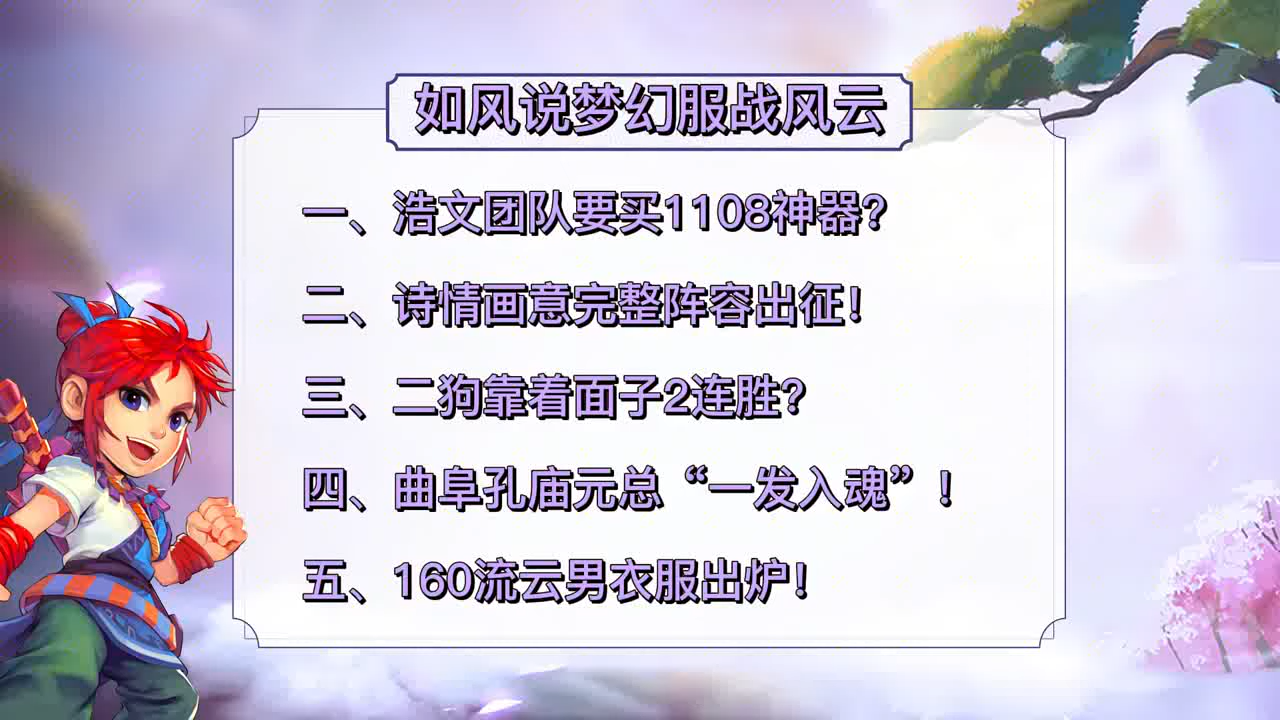 如风说梦幻服战风云
一、浩文团队要买1108神器?
二、诗情画意完整阵容出征!
三、二狗靠着面子2连胜?
四、曲阜孔庙元总“一发入魂”!
五、160流云男衣服出炉!